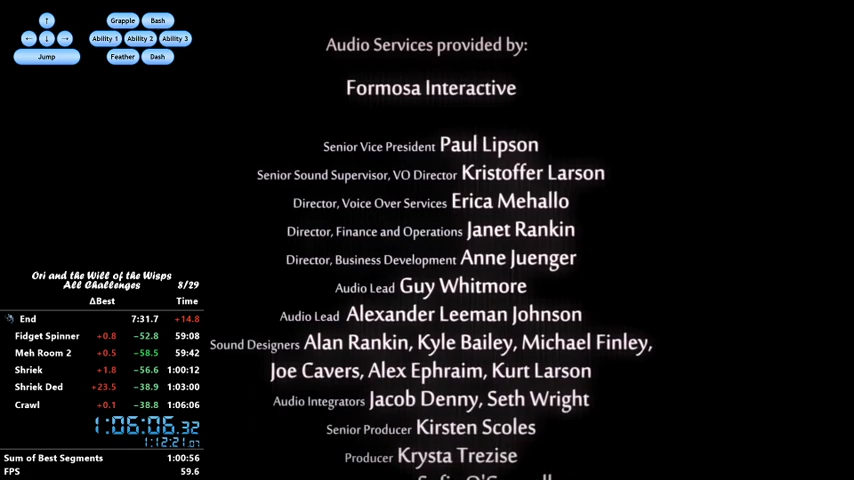 ↑
← ↓ →
Jump
Grapple Bash
Ability 1 Ability 2 Ability 3
Feather Dash
Audio Services provided by:
Formosa Interactive
Senior Vice President Paul Lipson
Senior Sound Supervisor, VO Director Kristoffer Larson
Director, Voice Over Services Erica Mehallo
Director, Finance and Operations Janet Rankin
Director, Business Development Anne Juenger
Audio Lead Guy Whitmore
Audio Lead Alexander Leeman Johnson
Sound Designers Alan Rankin, Kyle Bailey, Michael Finley,
Joe Cavers, Alex Ephraim, Kurt Larson
Audio Integrators Jacob Denny, Seth Wright
Senior Producer Kirsten Scoles
Producer Krysta Trezise
Ori and the Will of the Wisps
All Challenges 8/29
ΔBest Time
End 7:31.7 +14.8
Fidget Spinner +0.8 −52.8 59:08
Meh Room 2 +0.5 −58.5 59:42
Shriek +1.8 −56.6 1:00:12
Shriek Ded +23.5 −38.9 1:03:00
Crawl +0.1 −38.8 1:06:06
1:06:06.32
1:12:21.07
Sum of Best Segments 1:00:56
FPS 59.6